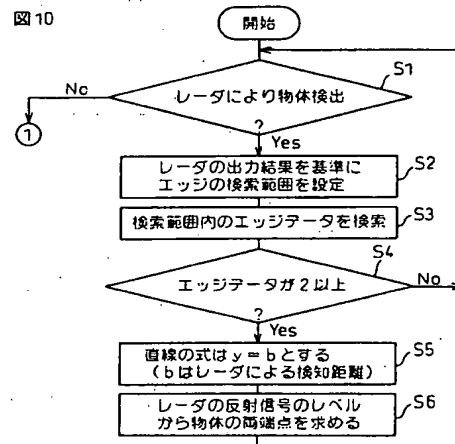 図10
開始
レーダにより物体検出
?
S1
No
1
Yes
レーダの出力結果を基準に
エッジの検索範囲を設定
S2
検索範囲内のエッジデータを検索
S3
エッジデータが2以上
?
S4
No
Yes
直線の式はy=bとする
(bはレーダによる検知距離)
S5
レーダの反射信号のレベル
から物体の両端点を求める
S6